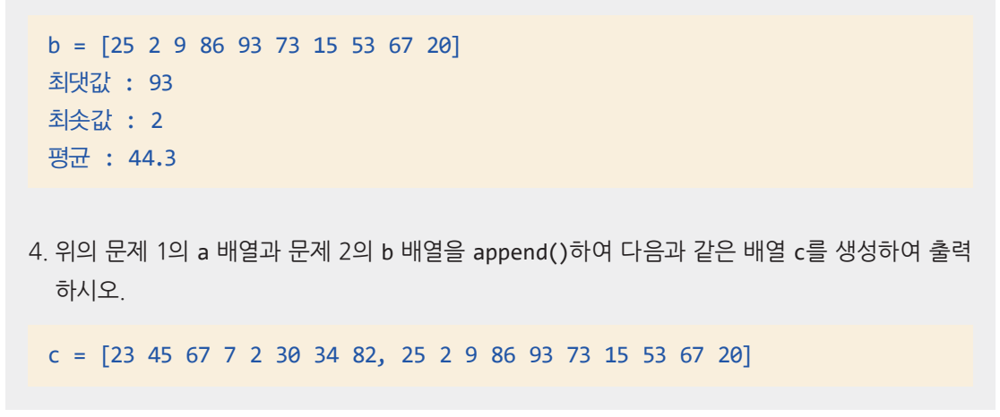 b = [25 2 9 86 93 73 15 53 67 20]
최댓값 : 93
최솟값 : 2
평균 : 44.3
4. 위의 문제 1의 a 배열과 문제 2의 b 배열을 append()하여 다음과 같은 배열 c를 생성하여 출력
하시오.
c = [23 45 67 7 2 30 34 82, 25 2 9 86 93 73 15 53 67 20]